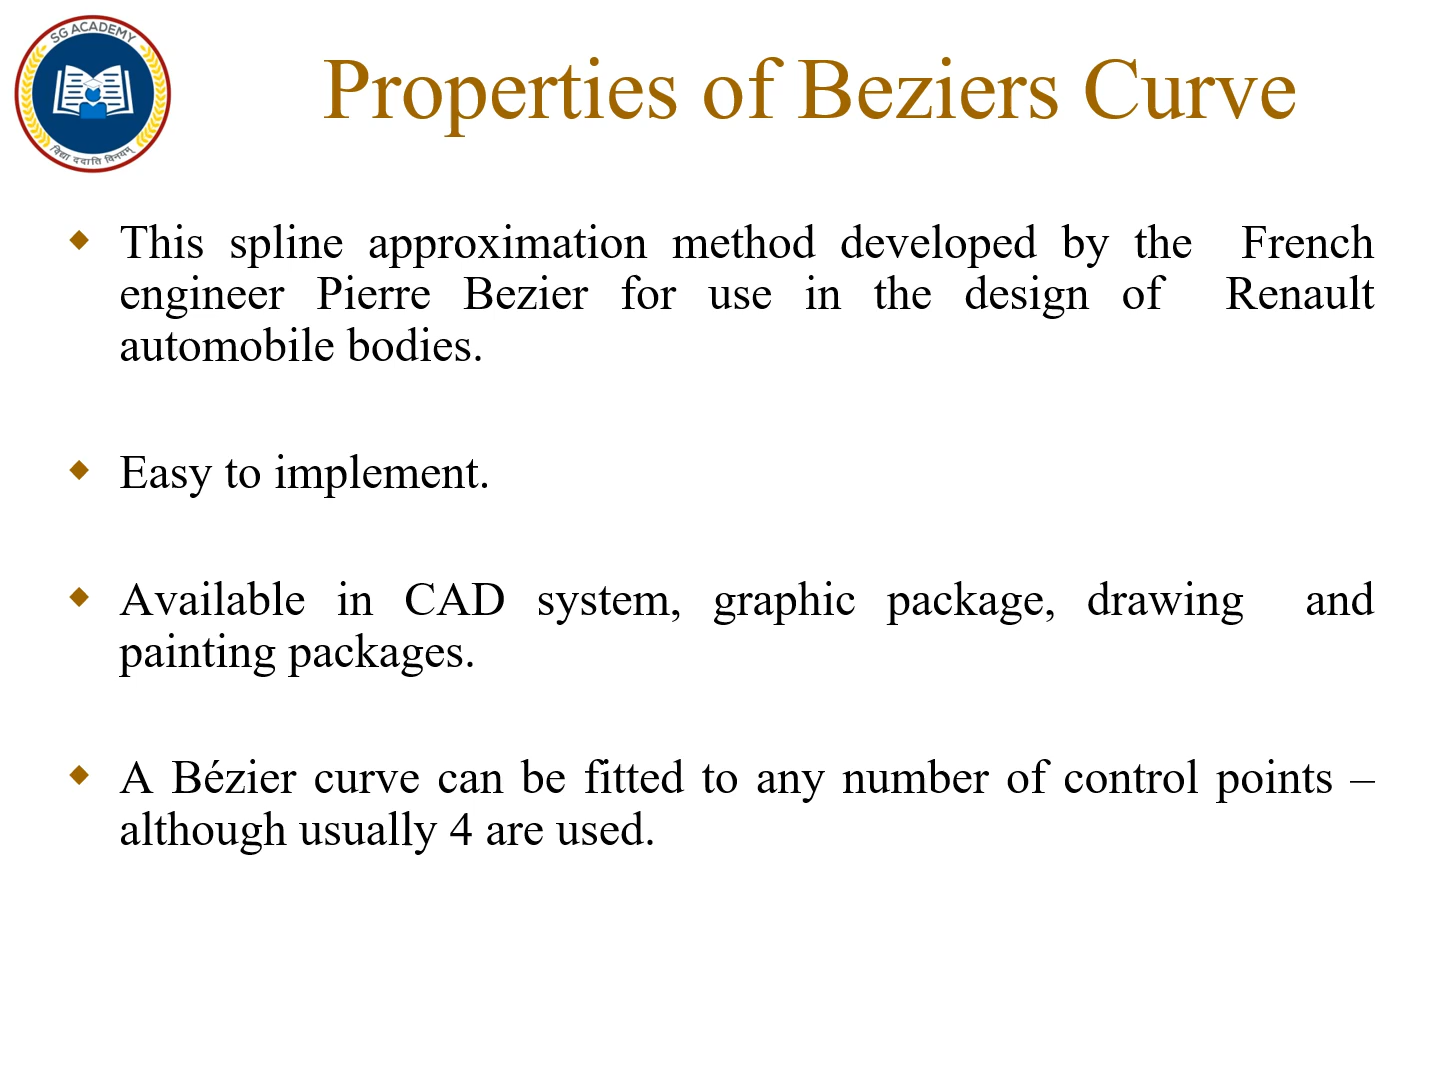 SG ACADEMY
विद्या ददाति विनयम्
Properties of Beziers Curve
This spline approximation method developed by the French
engineer Pierre Bezier for use in the design of Renault
automobile bodies.
Easy to implement.
Available in CAD system, graphic package, drawing and
painting packages.
A Bézier curve can be fitted to any number of control points –
although usually 4 are used.